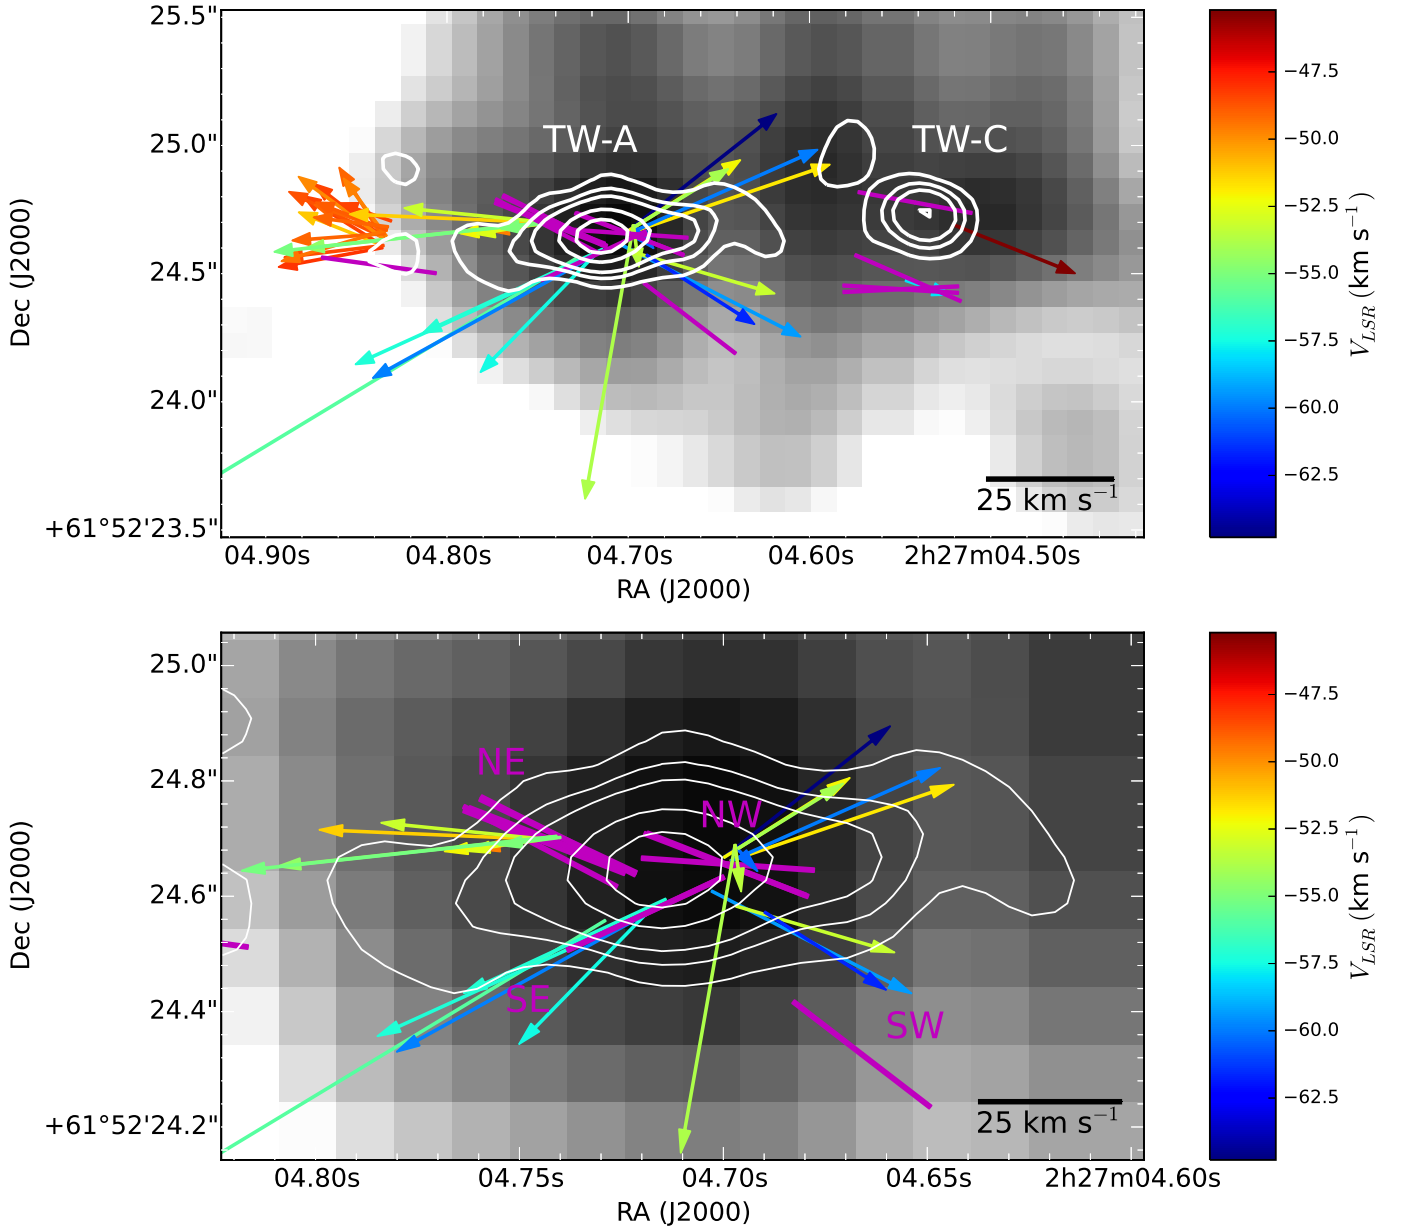 25.5"
25.0"
24.5"
24.0"
+61°52'23.5"
Dec (J2000)
TW-A
TW-C
25 km s⁻¹
04.90s
04.80s
04.70s
04.60s
2h27m04.50s
RA (J2000)
−47.5
−50.0
−52.5
−55.0
−57.5
−60.0
−62.5
V_LSR (km s⁻¹)
25.0"
24.8"
24.6"
24.4"
+61°52'24.2"
Dec (J2000)
NE
NW
SE
SW
25 km s⁻¹
04.80s
04.75s
04.70s
04.65s
2h27m04.60s
RA (J2000)
−47.5
−50.0
−52.5
−55.0
−57.5
−60.0
−62.5
V_LSR (km s⁻¹)